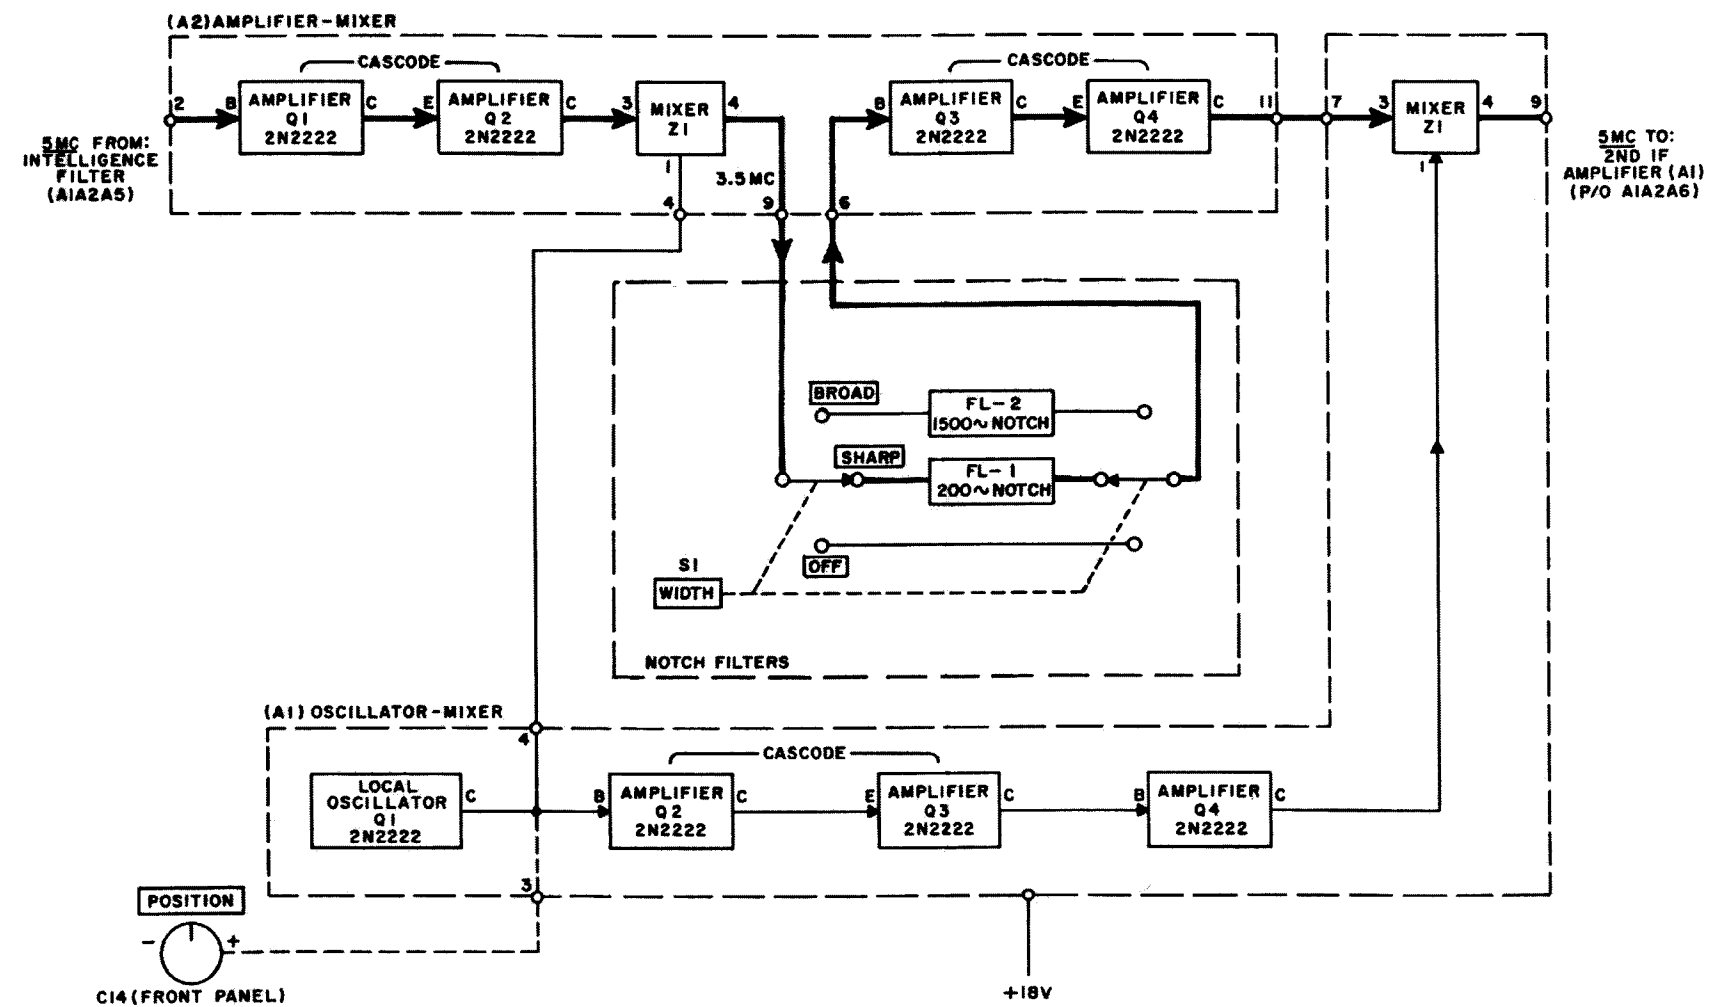 (A2) AMPLIFIER-MIXER
CASCODE
CASCODE
2
B
AMPLIFIER
Q1
2N2222
C
E
AMPLIFIER
Q2
2N2222
C
3
MIXER
Z1
4
1
B
AMPLIFIER
Q3
2N2222
C
E
AMPLIFIER
Q4
2N2222
C
11
7
3
MIXER
Z1
4
9
1
5MC FROM:
INTELLIGENCE
FILTER
(A1A2A5)
5MC TO:
2ND IF
AMPLIFIER (A1)
(P/O A1A2A6)
3.5MC
4
9
6
BROAD
FL-2
1500~NOTCH
SHARP
FL-1
200~NOTCH
OFF
S1
WIDTH
NOTCH FILTERS
(A1) OSCILLATOR-MIXER
4
CASCODE
LOCAL
OSCILLATOR
Q1
2N2222
C
B
AMPLIFIER
Q2
2N2222
C
E
AMPLIFIER
Q3
2N2222
C
B
AMPLIFIER
Q4
2N2222
C
3
POSITION
- +
C14 (FRONT PANEL)
+18V